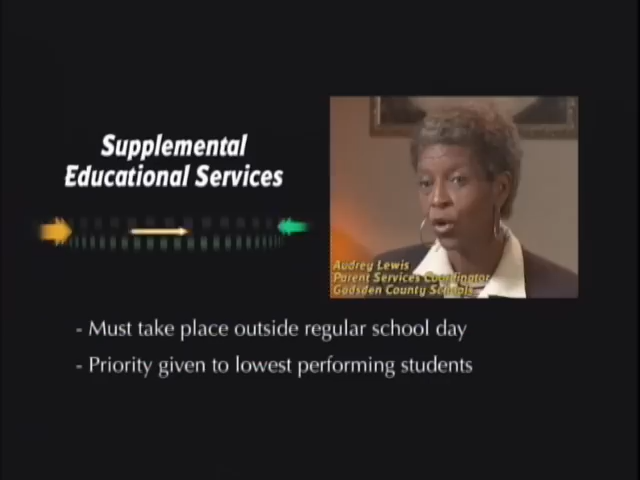 Supplemental
Educational Services
Audrey Lewis
Parent Services Coordinator
Gadsden County Schools
- Must take place outside regular school day
- Priority given to lowest performing students